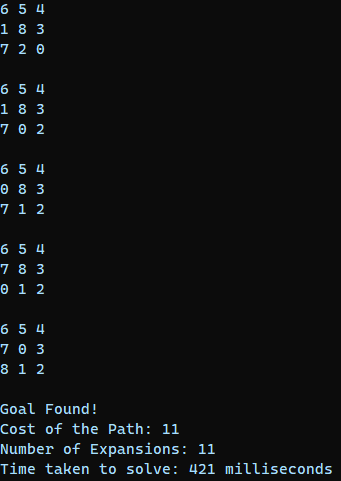 6 5 4
1 8 3
7 2 0

6 5 4
1 8 3
7 0 2

6 5 4
0 8 3
7 1 2

6 5 4
7 8 3
0 1 2

6 5 4
7 0 3
8 1 2

Goal Found!
Cost of the Path: 11
Number of Expansions: 11
Time taken to solve: 421 milliseconds